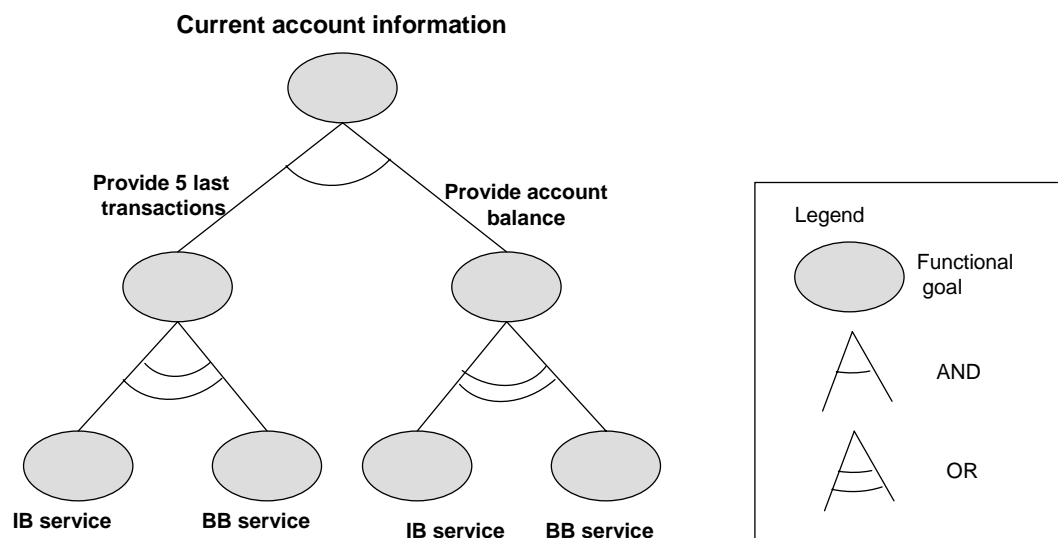 Current account information
Provide 5 last
transactions
Provide account
balance
IB service
BB service
IB service
BB service
Legend
Functional
goal
AND
OR